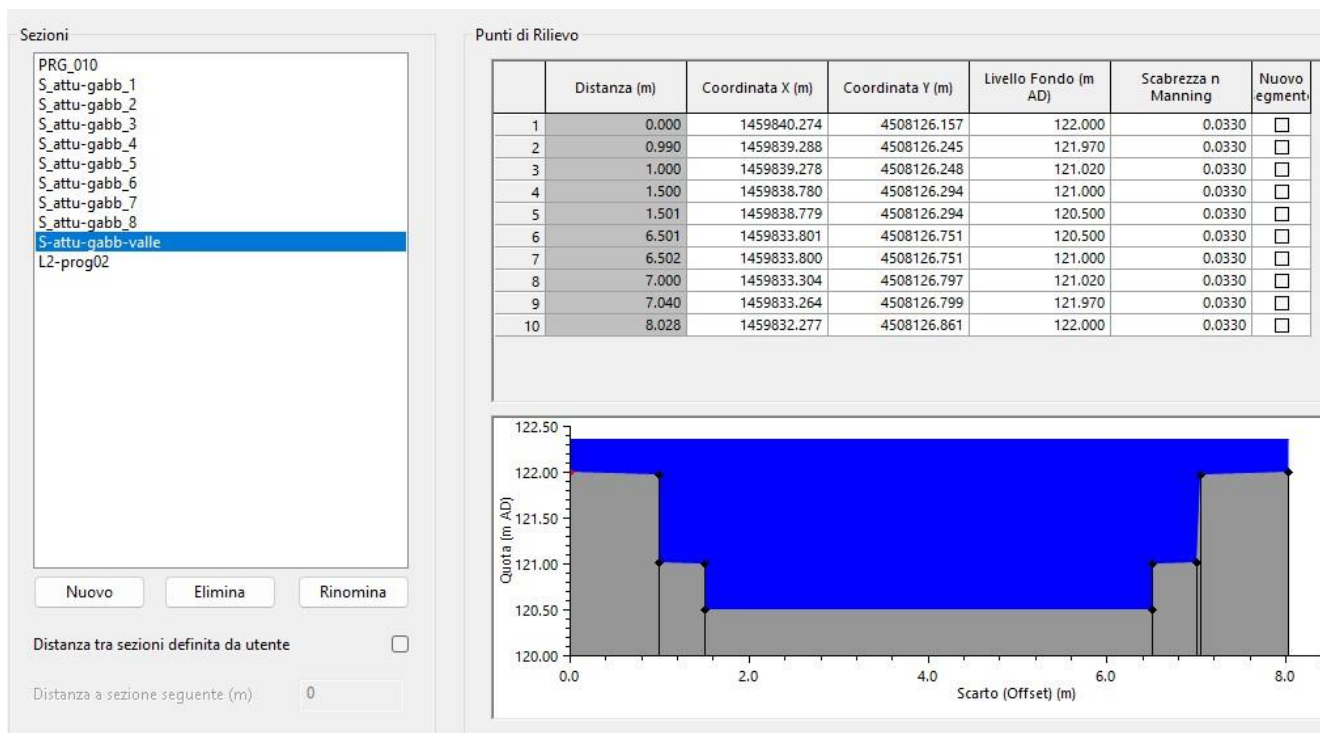 Sezioni
PRG_010
S_attu-gabb_1
S_attu-gabb_2
S_attu-gabb_3
S_attu-gabb_4
S_attu-gabb_5
S_attu-gabb_6
S_attu-gabb_7
S_attu-gabb_8
S-attu-gabb-valle
L2-prog02
Nuovo Elimina Rinomina
Distanza tra sezioni definita da utente
Distanza a sezione seguente (m) 0
Punti di Rilievo
Distanza (m) Coordinata X (m) Coordinata Y (m) Livello Fondo (m AD) Scabrezza n Manning Nuovo egment
1 0.000 1459840.274 4508126.157 122.000 0.0330
2 0.990 1459839.288 4508126.245 121.970 0.0330
3 1.000 1459839.278 4508126.248 121.020 0.0330
4 1.500 1459838.780 4508126.294 121.000 0.0330
5 1.501 1459838.779 4508126.294 120.500 0.0330
6 6.501 1459833.801 4508126.751 120.500 0.0330
7 6.502 1459833.800 4508126.751 121.000 0.0330
8 7.000 1459833.304 4508126.797 121.020 0.0330
9 7.040 1459833.264 4508126.799 121.970 0.0330
10 8.028 1459832.277 4508126.861 122.000 0.0330
Quota (m AD)
122.50
122.00
121.50
121.00
120.50
120.00
0.0 2.0 4.0 6.0 8.0
Scarto (Offset) (m)